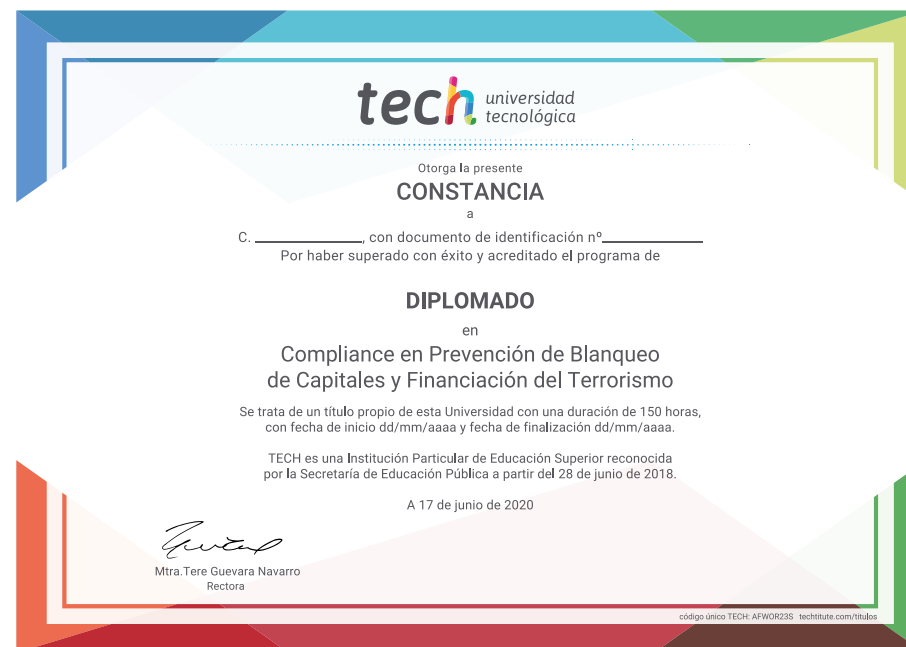 tech universidad
tecnológica
Otorga la presente
CONSTANCIA
a
C. ______________, con documento de identificación nº_____________
Por haber superado con éxito y acreditado el programa de
DIPLOMADO
en
Compliance en Prevención de Blanqueo
de Capitales y Financiación del Terrorismo
Se trata de un título propio de esta Universidad con una duración de 150 horas,
con fecha de inicio dd/mm/aaaa y fecha de finalización dd/mm/aaaa.
TECH es una Institución Particular de Educación Superior reconocida
por la Secretaría de Educación Pública a partir del 28 de junio de 2018.
A 17 de junio de 2020
Mtra.Tere Guevara Navarro
Rectora
código único TECH: AFWOR23S techtitute.com/titulos